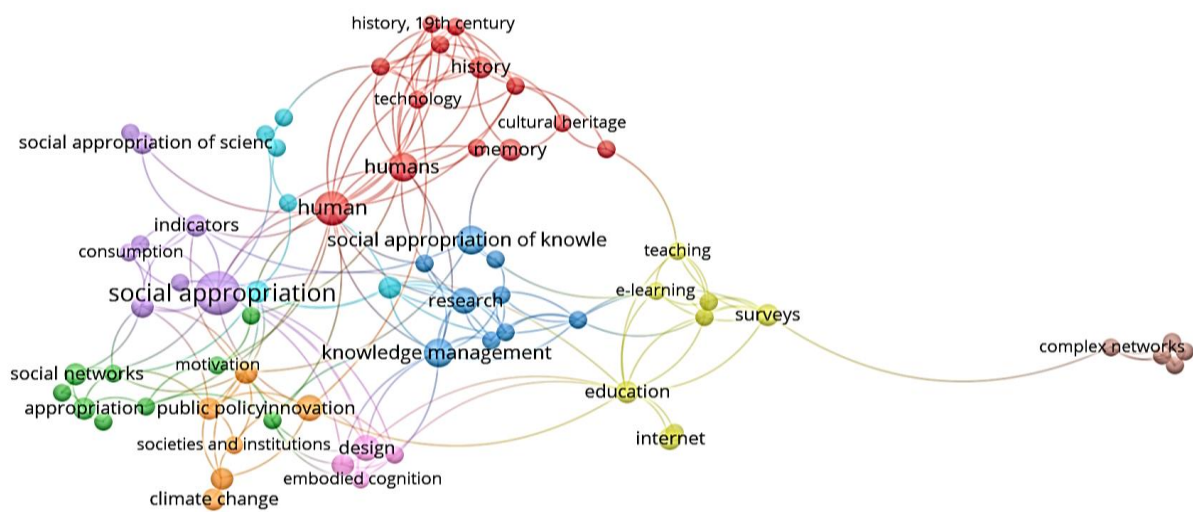 history, 19th century
history
technology
cultural heritage
social appropriation of scienc
memory
humans
human
indicators
social appropriation of knowle
consumption
teaching
social appropriation
e-learning
research
surveys
knowledge management
complex networks
motivation
social networks
education
appropriation
public policy
innovation
internet
societies and institutions
design
embodied cognition
climate change